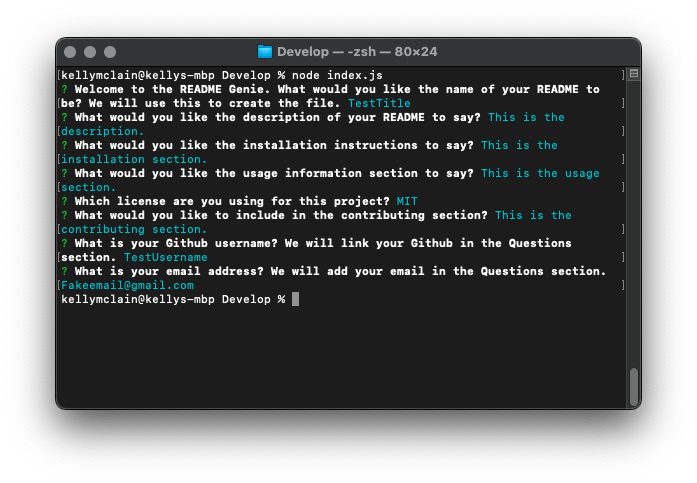 Develop — -zsh — 80×24
[kellymclain@kellys-mbp Develop % node index.js ]
? Welcome to the README Genie. What would you like the name of your README to
[be? We will use this to create the file. TestTitle ]
? What would you like the description of your README to say? This is the
[description. ]
? What would you like the installation instructions to say? This is the
[installation section. ]
? What would you like the usage information section to say? This is the usage
[section. ]
? Which license are you using for this project? MIT
? What would you like to include in the contributing section? This is the
[contributing section. ]
? What is your Github username? We will link your Github in the Questions
[section. TestUsername ]
? What is your email address? We will add your email in the Questions section.
[Fakeemail@gmail.com ]
kellymclain@kellys-mbp Develop %